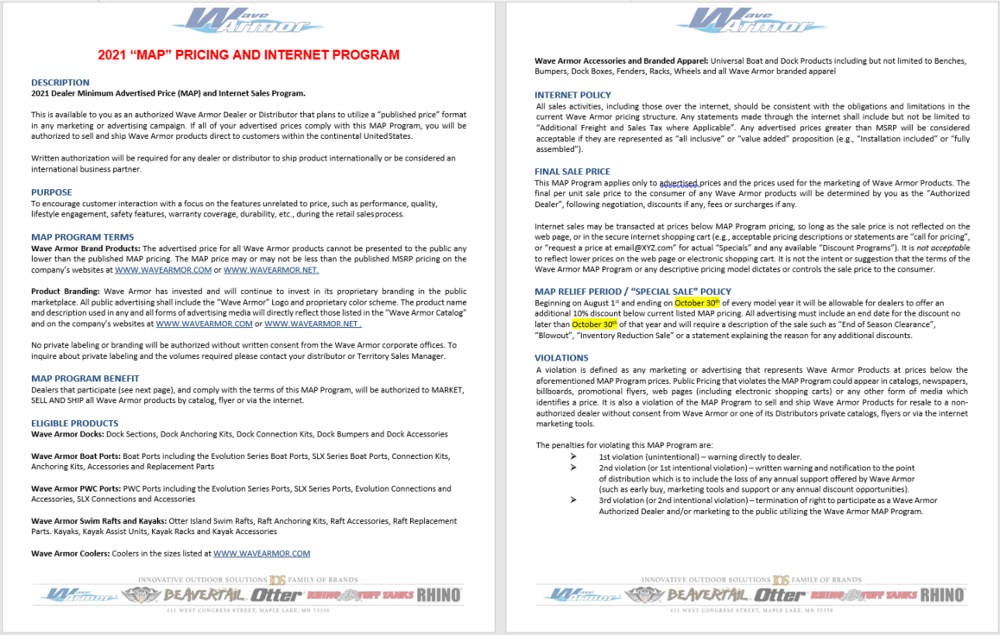 Wave
Armor
2021 “MAP” PRICING AND INTERNET PROGRAM
DESCRIPTION
2021 Dealer Minimum Advertised Price (MAP) and Internet Sales Program.
This is available to you as an authorized Wave Armor Dealer or Distributor that plans to utilize a “published price” format
in any marketing or advertising campaign. If all of your advertised prices comply with this MAP Program, you will be
authorized to sell and ship Wave Armor products direct to customers within the continental UnitedStates.
Written authorization will be required for any dealer or distributor to ship product internationally or be considered an
international business partner.
PURPOSE
To encourage customer interaction with a focus on the features unrelated to price, such as performance, quality,
lifestyle engagement, safety features, warranty coverage, durability, etc., during the retail salesprocess.
MAP PROGRAM TERMS
Wave Armor Brand Products: The advertised price for all Wave Armor products cannot be presented to the public any
lower than the published MAP pricing. The MAP price may or may not be less than the published MSRP pricing on the
company’s websites at WWW.WAVEARMOR.COM or WWW.WAVEARMOR.NET.
Product Branding: Wave Armor has invested and will continue to invest in its proprietary branding in the public
marketplace. All public advertising shall include the “Wave Armor” Logo and proprietary color scheme. The product name
and description used in any and all forms of advertising media will directly reflect those listed in the “Wave Armor Catalog”
and on the company’s websites at WWW.WAVEARMOR.COM or WWW.WAVEARMOR.NET .
No private labeling or branding will be authorized without written consent from the Wave Armor corporate offices. To
inquire about private labeling and the volumes required please contact your distributor or Territory Sales Manager.
MAP PROGRAM BENEFIT
Dealers that participate (see next page), and comply with the terms of this MAP Program, will be authorized to MARKET,
SELL AND SHIP all Wave Armor products by catalog, flyer or via the internet.
ELIGIBLE PRODUCTS
Wave Armor Docks: Dock Sections, Dock Anchoring Kits, Dock Connection Kits, Dock Bumpers and Dock Accessories
Wave Armor Boat Ports: Boat Ports including the Evolution Series Boat Ports, SLX Series Boat Ports, Connection Kits,
Anchoring Kits, Accessories and Replacement Parts
Wave Armor PWC Ports: PWC Ports including the Evolution Series Ports, SLX Series Ports, Evolution Connections and
Accessories, SLX Connections and Accessories
Wave Armor Swim Rafts and Kayaks: Otter Island Swim Rafts, Raft Anchoring Kits, Raft Accessories, Raft Replacement
Parts. Kayaks, Kayak Assist Units, Kayak Racks and Kayak Accessories
Wave Armor Coolers: Coolers in the sizes listed at WWW.WAVEARMOR.COM
INNOVATIVE OUTDOOR SOLUTIONS IOS FAMILY OF BRANDS
Wave Armor BEAVERTAIL Otter RHINO TUFF TANKS RHINO
411 WEST CONGRESS STREET, MAPLE LAKE, MN 55358
Wave
Armor
Wave Armor Accessories and Branded Apparel: Universal Boat and Dock Products including but not limited to Benches,
Bumpers, Dock Boxes, Fenders, Racks, Wheels and all Wave Armor branded apparel
INTERNET POLICY
All sales activities, including those over the internet, should be consistent with the obligations and limitations in the
current Wave Armor pricing structure. Any statements made through the internet shall include but not be limited to
“Additional Freight and Sales Tax where Applicable”. Any advertised prices greater than MSRP will be considered
acceptable if they are represented as “all inclusive” or “value added” proposition (e.g., “Installation included” or “fully
assembled”).
FINAL SALE PRICE
This MAP Program applies only to advertised prices and the prices used for the marketing of Wave Armor Products. The
final per unit sale price to the consumer of any Wave Armor products will be determined by you as the “Authorized
Dealer”, following negotiation, discounts if any, fees or surcharges if any.
Internet sales may be transacted at prices below MAP Program pricing, so long as the sale price is not reflected on the
web page, or in the secure internet shopping cart (e.g., acceptable pricing descriptions or statements are “call for pricing”,
or “request a price at email@XYZ.com” for actual “Specials” and any available “Discount Programs”). It is not acceptable
to reflect lower prices on the web page or electronic shopping cart. It is not the intent or suggestion that the terms of the
Wave Armor MAP Program or any descriptive pricing model dictates or controls the sale price to the consumer.
MAP RELIEF PERIOD / “SPECIAL SALE” POLICY
Beginning on August 1st and ending on October 30th of every model year it will be allowable for dealers to offer an
additional 10% discount below current listed MAP pricing. All advertising must include an end date for the discount no
later than October 30th of that year and will require a description of the sale such as “End of Season Clearance”,
“Blowout”, “Inventory Reduction Sale” or a statement explaining the reason for any additional discounts.
VIOLATIONS
A violation is defined as any marketing or advertising that represents Wave Armor Products at prices below the
aforementioned MAP Program prices. Public Pricing that violates the MAP Program could appear in catalogs, newspapers,
billboards, promotional flyers, web pages (including electronic shopping carts) or any other form of media which
identifies a price. It is also a violation of the MAP Program to sell and ship Wave Armor Products for resale to a non-
authorized dealer without consent from Wave Armor or one of its Distributors private catalogs, flyers or via the internet
marketing tools.
The penalties for violating this MAP Program are:
➤ 1st violation (unintentional) – warning directly to dealer.
➤ 2nd violation (or 1st intentional violation) – written warning and notification to the point
of distribution which is to include the loss of any annual support offered by Wave Armor
(such as early buy, marketing tools and support or any annual discount opportunities).
➤ 3rd violation (or 2nd intentional violation) – termination of right to participate as a Wave Armor
Authorized Dealer and/or marketing to the public utilizing the Wave Armor MAP Program.
INNOVATIVE OUTDOOR SOLUTIONS IOS FAMILY OF BRANDS
Wave Armor BEAVERTAIL Otter RHINO TUFF TANKS RHINO
411 WEST CONGRESS STREET, MAPLE LAKE, MN 55358